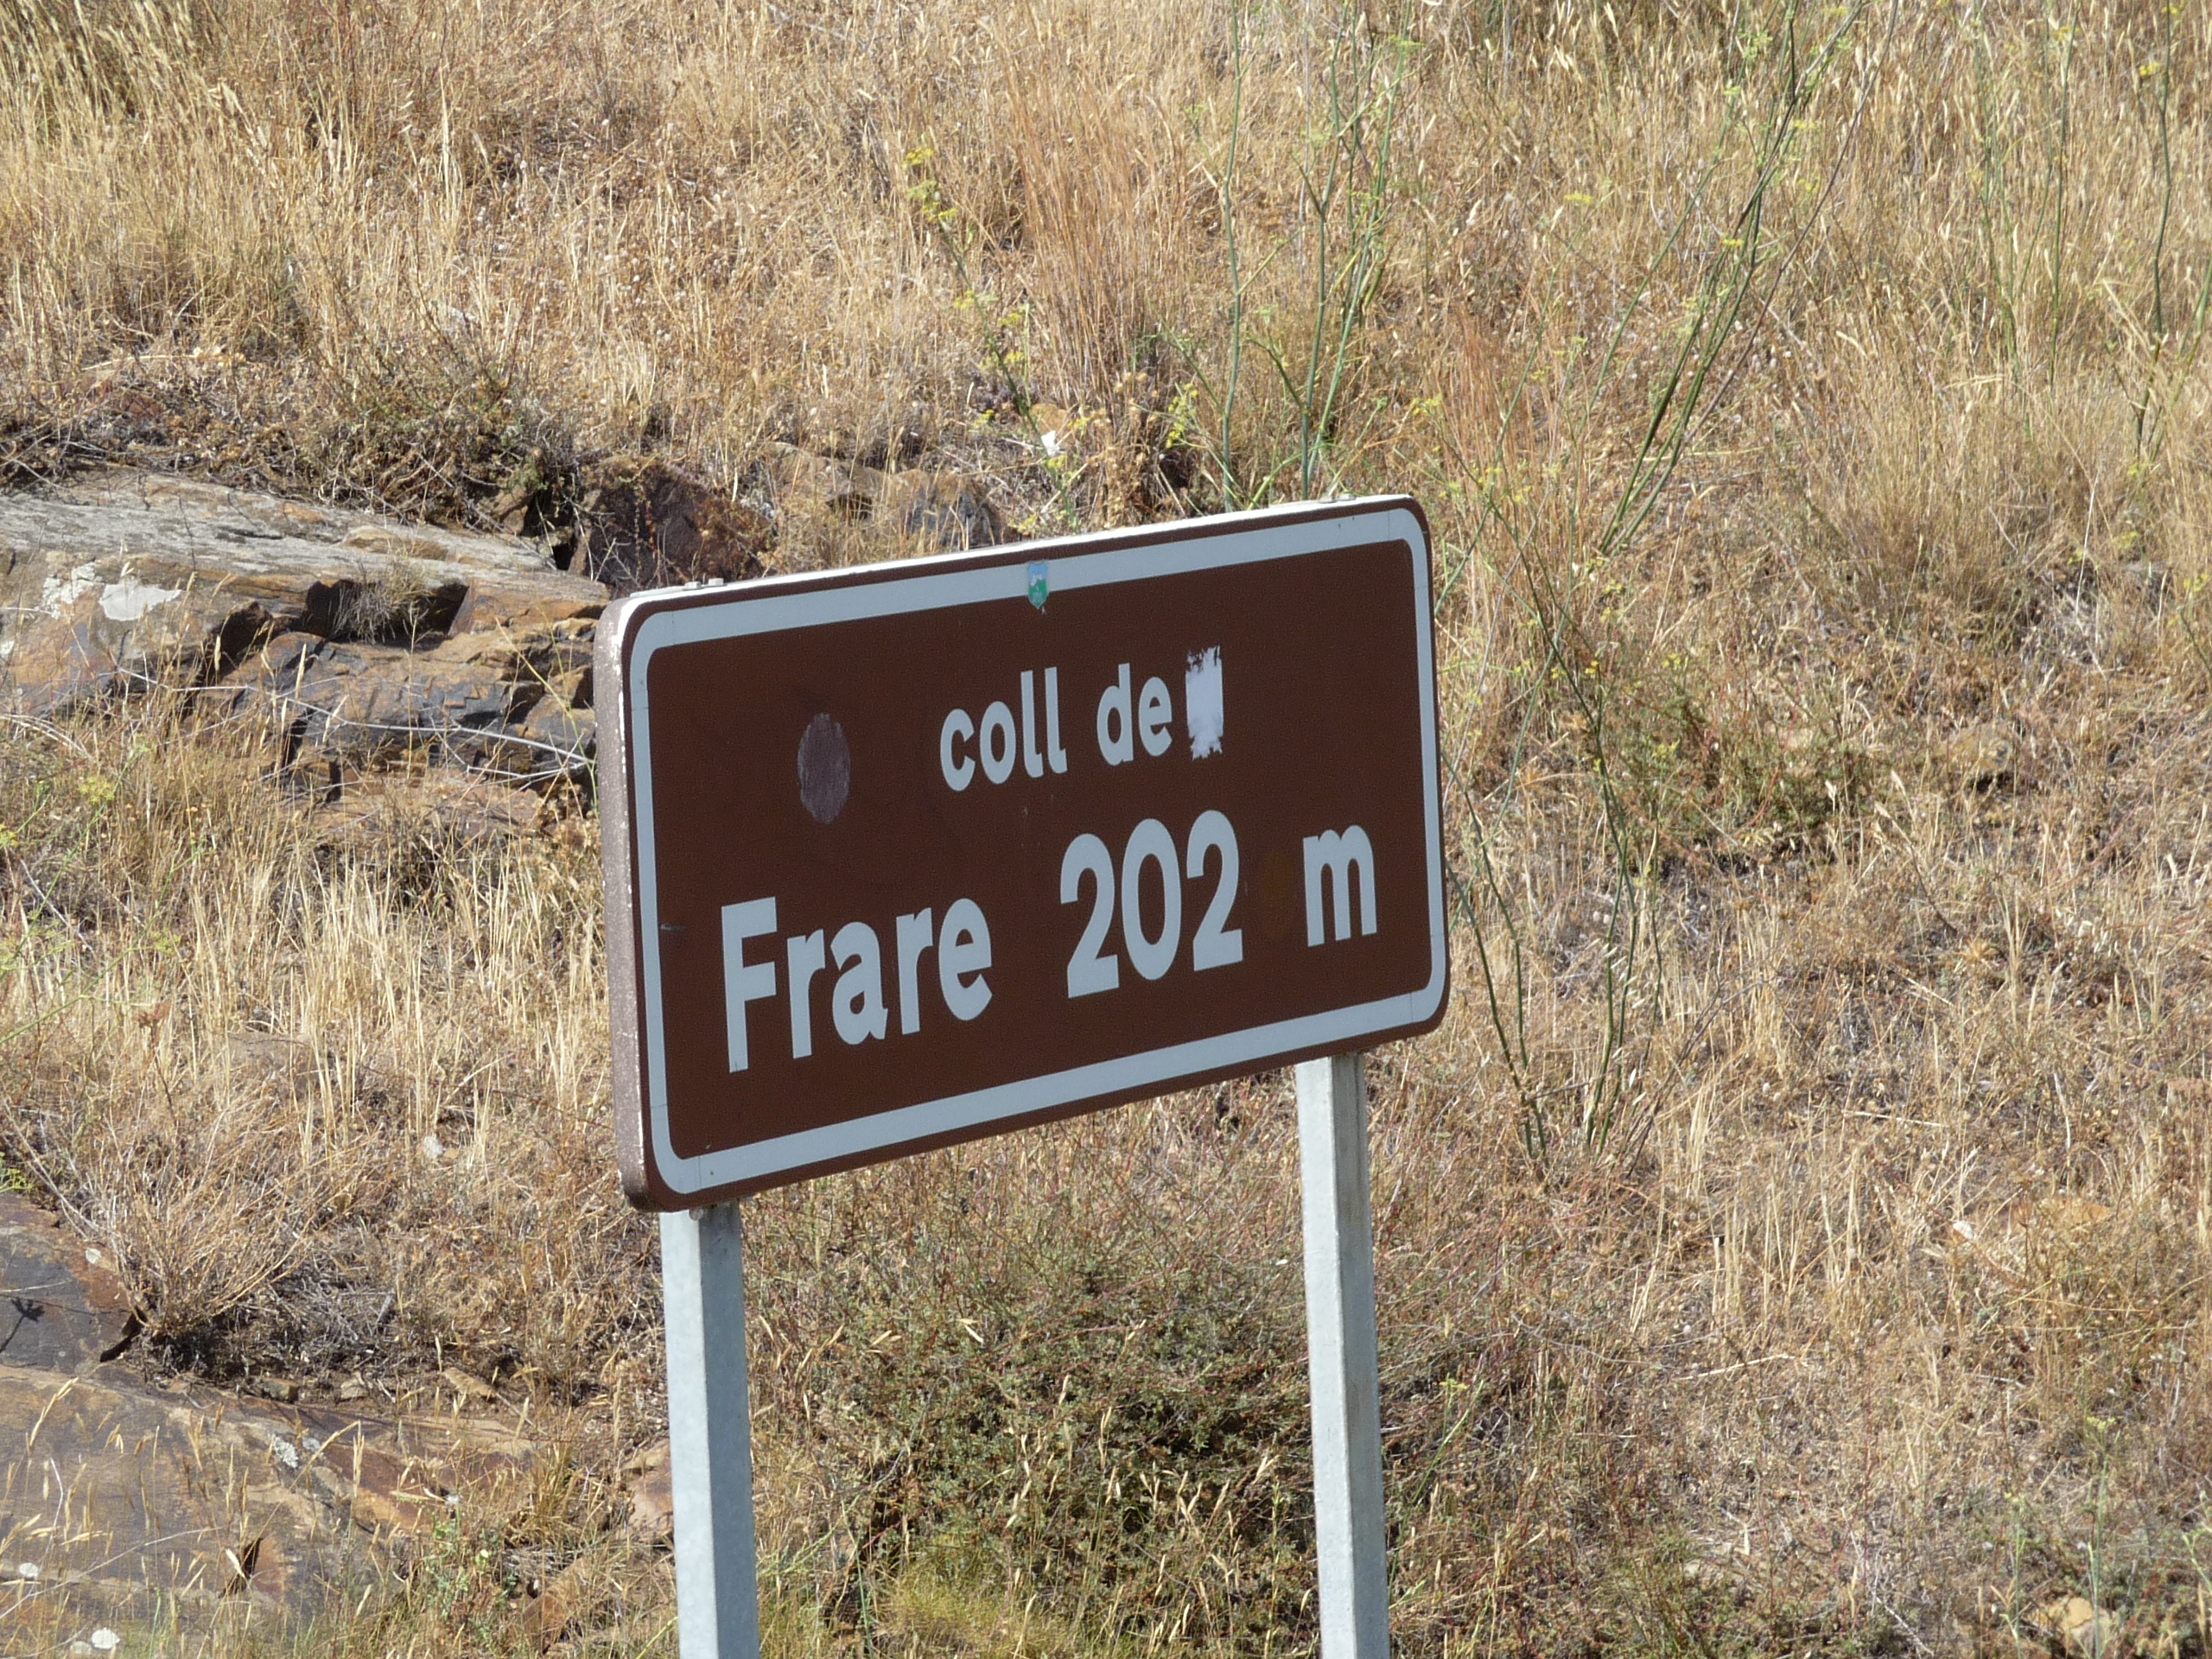 coll de
Frare 202 m